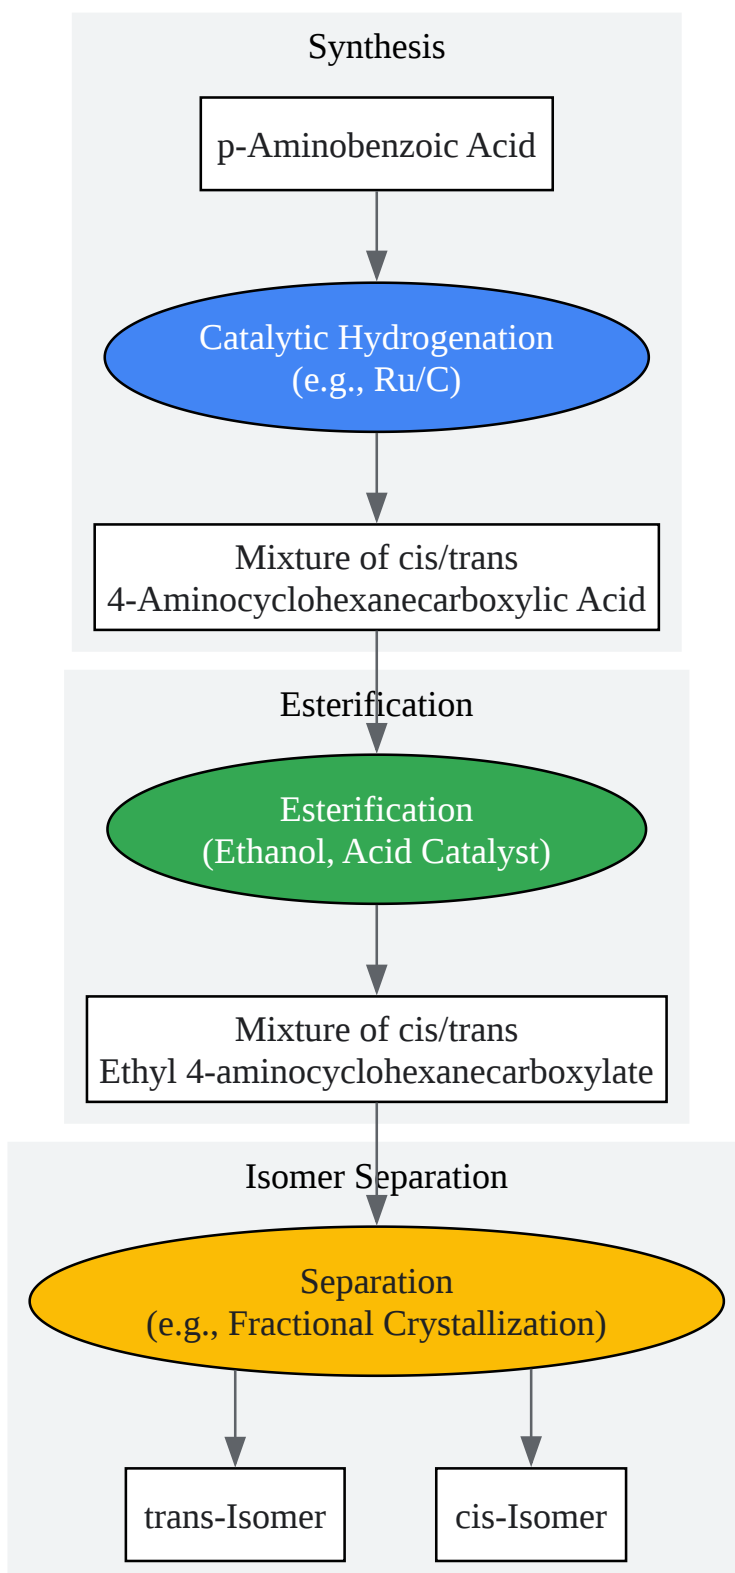 Synthesis
p-Aminobenzoic Acid
Catalytic Hydrogenation
(e.g., Ru/C)
Mixture of cis/trans
4-Aminocyclohexanecarboxylic Acid
Esterification
Esterification
(Ethanol, Acid Catalyst)
Mixture of cis/trans
Ethyl 4-aminocyclohexanecarboxylate
Isomer Separation
Separation
(e.g., Fractional Crystallization)
trans-Isomer
cis-Isomer